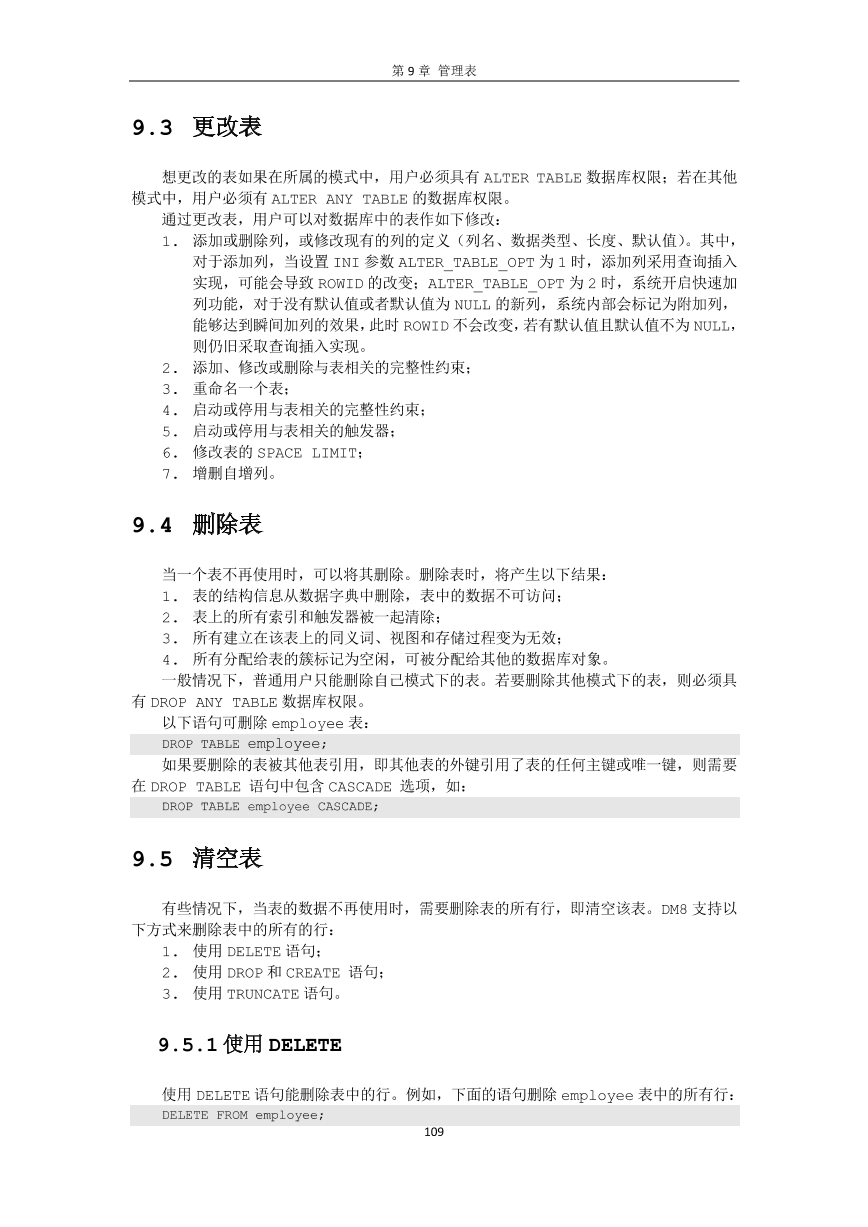 第 9 章 管理表
9.3 更改表
想更改的表如果在所属的模式中，用户必须具有 ALTER TABLE 数据库权限；若在其他
模式中，用户必须有 ALTER ANY TABLE 的数据库权限。
通过更改表，用户可以对数据库中的表作如下修改：
1. 添加或删除列，或修改现有的列的定义（列名、数据类型、长度、默认值）。其中，
对于添加列，当设置 INI 参数 ALTER_TABLE_OPT 为 1 时，添加列采用查询插入
实现，可能会导致 ROWID 的改变；ALTER_TABLE_OPT 为 2 时，系统开启快速加
列功能，对于没有默认值或者默认值为 NULL 的新列，系统内部会标记为附加列，
能够达到瞬间加列的效果，此时 ROWID 不会改变，若有默认值且默认值不为 NULL，
则仍旧采取查询插入实现。
2. 添加、修改或删除与表相关的完整性约束；
3. 重命名一个表；
4. 启动或停用与表相关的完整性约束；
5. 启动或停用与表相关的触发器；
6. 修改表的 SPACE LIMIT；
7. 增删自增列。
9.4 删除表
当一个表不再使用时，可以将其删除。删除表时，将产生以下结果：
1. 表的结构信息从数据字典中删除，表中的数据不可访问；
2. 表上的所有索引和触发器被一起清除；
3. 所有建立在该表上的同义词、视图和存储过程变为无效；
4. 所有分配给表的簇标记为空闲，可被分配给其他的数据库对象。
一般情况下，普通用户只能删除自己模式下的表。若要删除其他模式下的表，则必须具
有 DROP ANY TABLE 数据库权限。
以下语句可删除 employee 表：
DROP TABLE employee;
如果要删除的表被其他表引用，即其他表的外键引用了表的任何主键或唯一键，则需要
在 DROP TABLE 语句中包含 CASCADE 选项，如：
DROP TABLE employee CASCADE;
9.5 清空表
有些情况下，当表的数据不再使用时，需要删除表的所有行，即清空该表。DM8 支持以
下方式来删除表中的所有的行：
1. 使用 DELETE 语句；
2. 使用 DROP 和 CREATE 语句；
3. 使用 TRUNCATE 语句。
9.5.1 使用 DELETE
使用 DELETE 语句能删除表中的行。例如，下面的语句删除 employee 表中的所有行：
DELETE FROM employee;
109